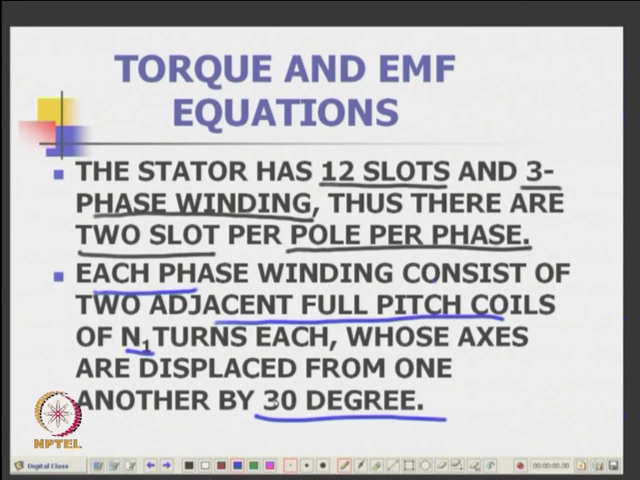 TORQUE AND EMF
EQUATIONS
THE STATOR HAS 12 SLOTS AND 3-
PHASE WINDING, THUS THERE ARE
TWO SLOT PER POLE PER PHASE.
EACH PHASE WINDING CONSIST OF
TWO ADJACENT FULL PITCH COILS
OF N1 TURNS EACH, WHOSE AXES
ARE DISPLACED FROM ONE
ANOTHER BY 30 DEGREE.
NPTEL
Digital Class
00:00:00.00